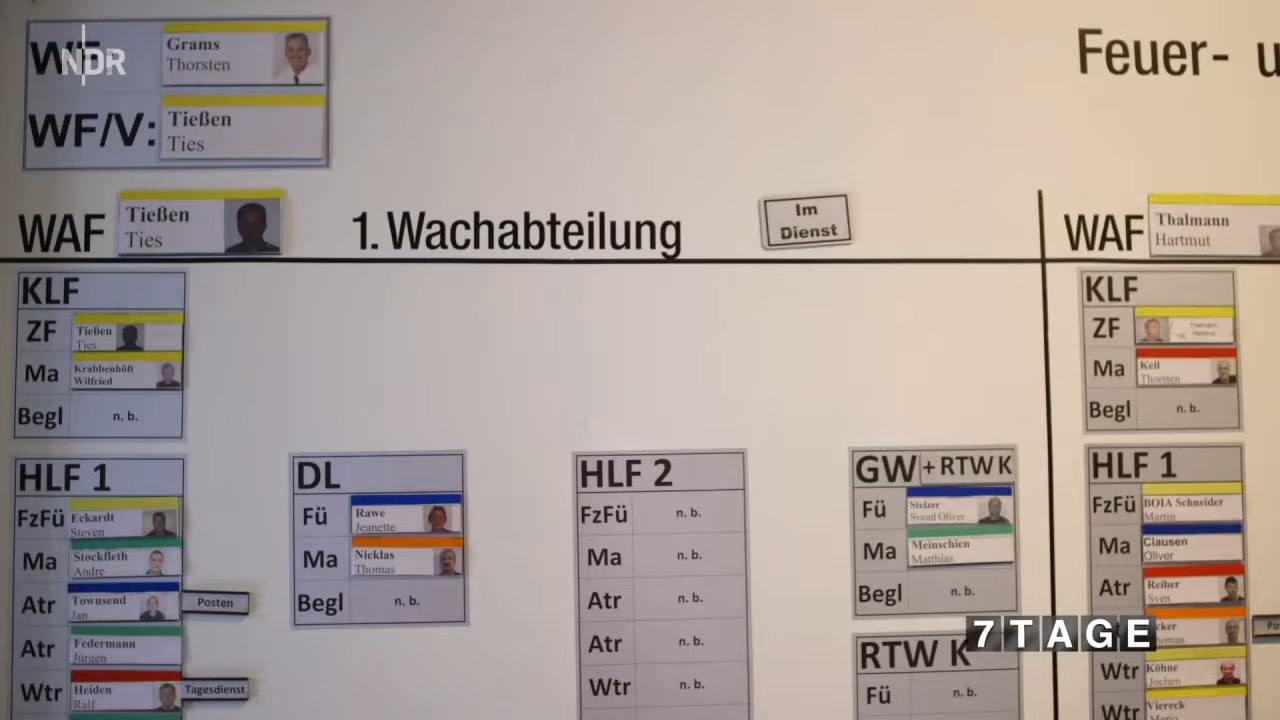 WF
NDR
Grams
Thorsten
WF/V:
Tießen
Ties
Feuer-
WAF
Tießen
Ties
1. Wachabteilung
Im
Dienst
WAF
Thalmann
Hartmut
KLF
ZF
Tießen
Ties
Ma
Krabbenhöft
Wilfried
Begl
n. b.
HLF 1
FzFü
Eckardt
Steven
Ma
Stockfleth
Andre
Atr
Townsend
Jan
Posten
Atr
Federmann
Jürgen
Wtr
Heiden
Ralf
Tagesdienst
DL
Fü
Rawe
Jeanette
Ma
Nicklas
Thomas
Begl
n. b.
HLF 2
FzFü
n. b.
Ma
n. b.
Atr
n. b.
Atr
n. b.
Wtr
n. b.
GW + RTW K
Fü
Stelzer
Svend Oliver
Ma
Meinschien
Matthias
Begl
n. b.
RTW K
Fü
n. b.
KLF
ZF
Thalmann
Hartmut
Ma
Keil
Thorsten
Begl
n. b.
HLF 1
FzFü
BOIA Schneider
Martin
Ma
Clausen
Oliver
Atr
Reiher
Sven
Wtr
Köhne
Jochen
Wtr
Viereck
7 TAGE